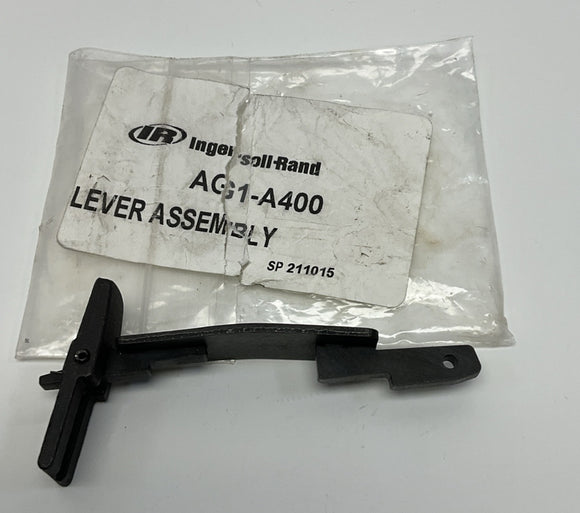 IR Ingersoll-Rand
AG1-A400
LEVER ASSEMBLY
SP 211015